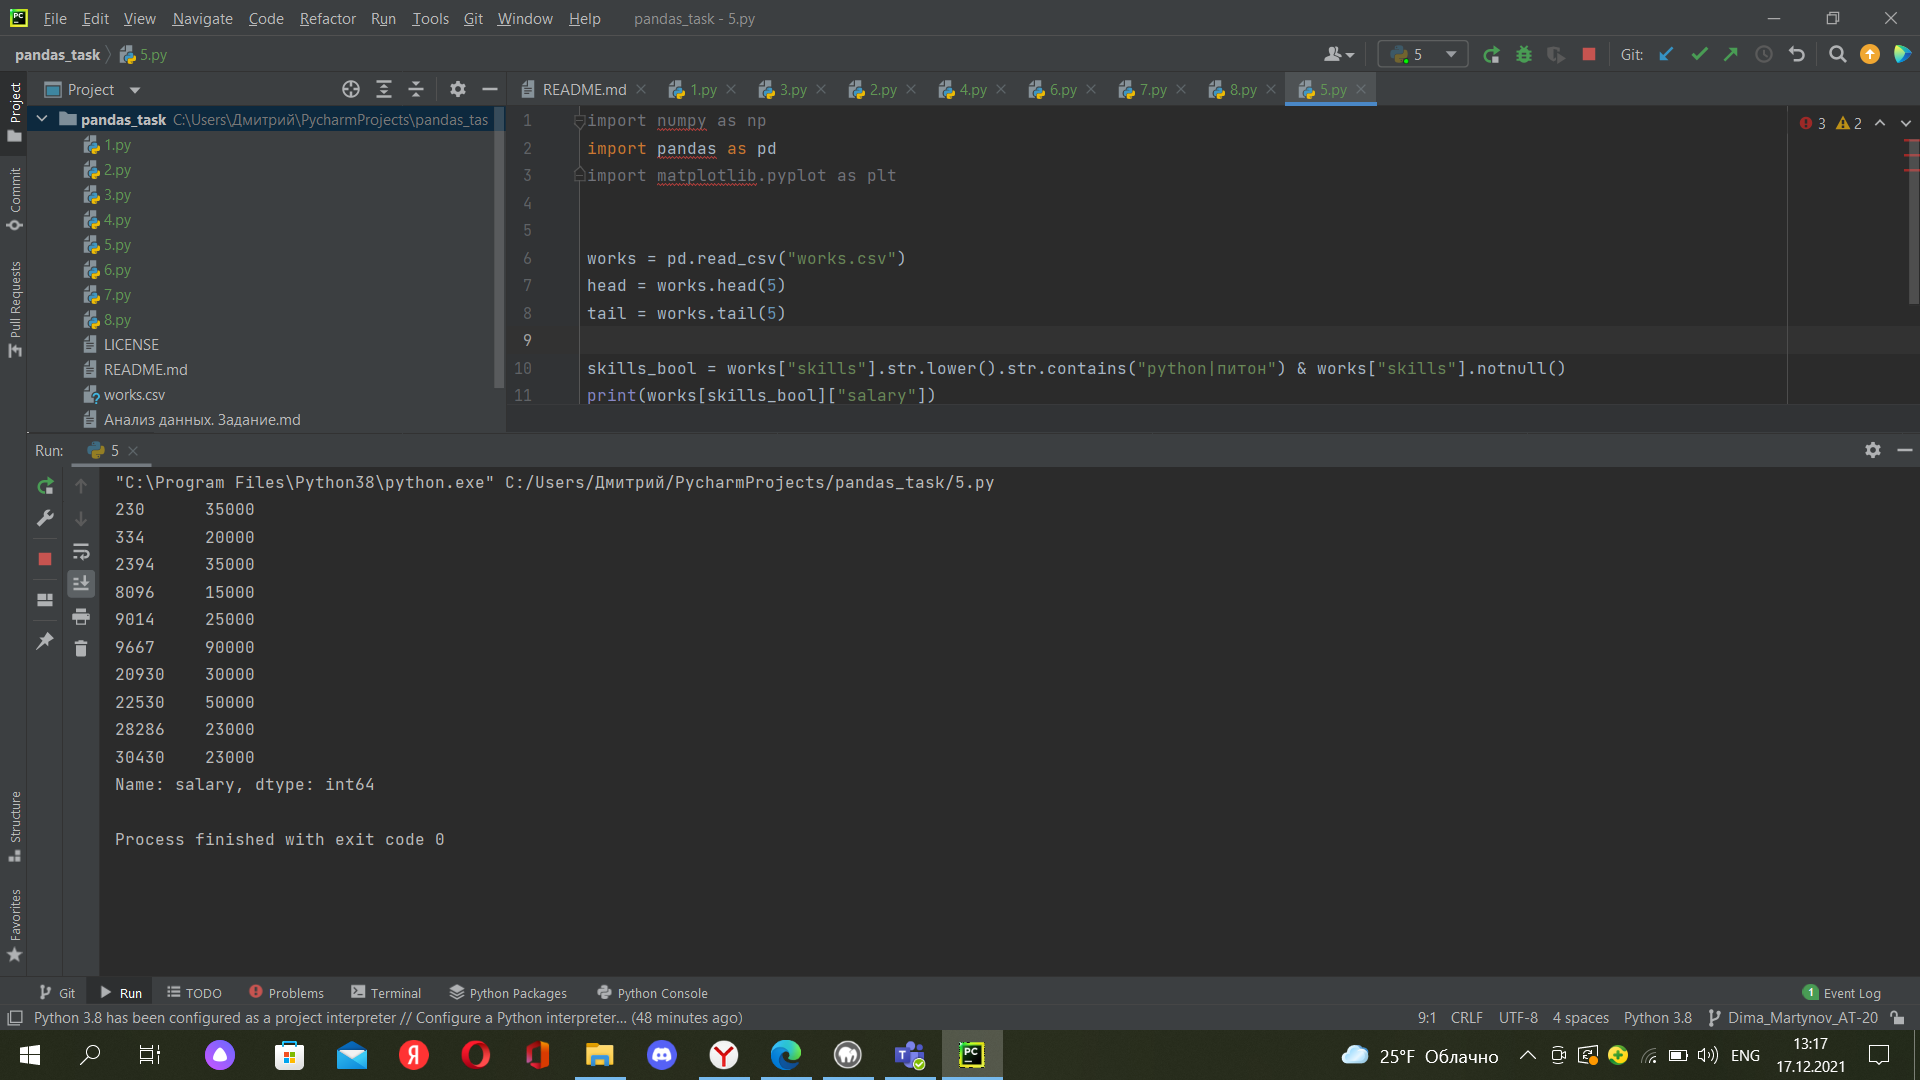 File Edit View Navigate Code Refactor Run Tools Git Window Help pandas_task - 5.py
pandas_task 5.py 5 Git:
Project README.md 1.py 3.py 2.py 4.py 6.py 7.py 8.py 5.py
pandas_task C:\Users\Дмитрий\PycharmProjects\pandas_tas
1.py
2.py
3.py
4.py
5.py
6.py
7.py
8.py
LICENSE
README.md
works.csv
Анализ данных. Задание.md
Project
Commit
Pull Requests
Structure
Favorites
1 import numpy as np
2 import pandas as pd
3 import matplotlib.pyplot as plt
4
5
6 works = pd.read_csv("works.csv")
7 head = works.head(5)
8 tail = works.tail(5)
9
10 skills_bool = works["skills"].str.lower().str.contains("python|питон") & works["skills"].notnull()
11 print(works[skills_bool]["salary"])
3 2
Run: 5
"C:\Program Files\Python38\python.exe" C:/Users/Дмитрий/PycharmProjects/pandas_task/5.py
230 35000
334 20000
2394 35000
8096 15000
9014 25000
9667 90000
20930 30000
22530 50000
28286 23000
30430 23000
Name: salary, dtype: int64
Process finished with exit code 0
Git Run TODO Problems Terminal Python Packages Python Console 1 Event Log
Python 3.8 has been configured as a project interpreter // Configure a Python interpreter... (48 minutes ago) 9:1 CRLF UTF-8 4 spaces Python 3.8 Dima_Martynov_AT-20
25°F Облачно ENG 13:17
17.12.2021